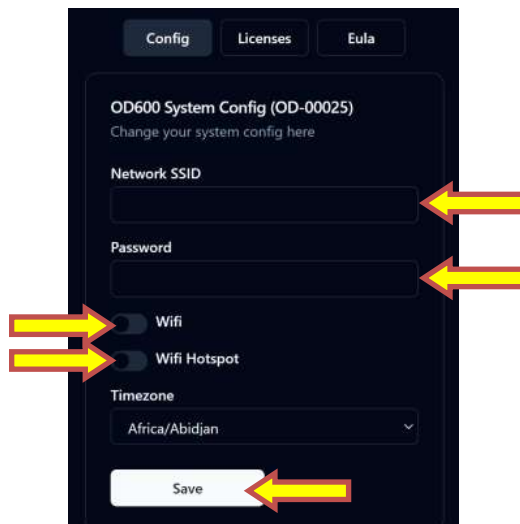 Config Licenses Eula
OD600 System Config (OD-00025)
Change your system config here
Network SSID
Password
Wifi
Wifi Hotspot
Timezone
Africa/Abidjan
Save